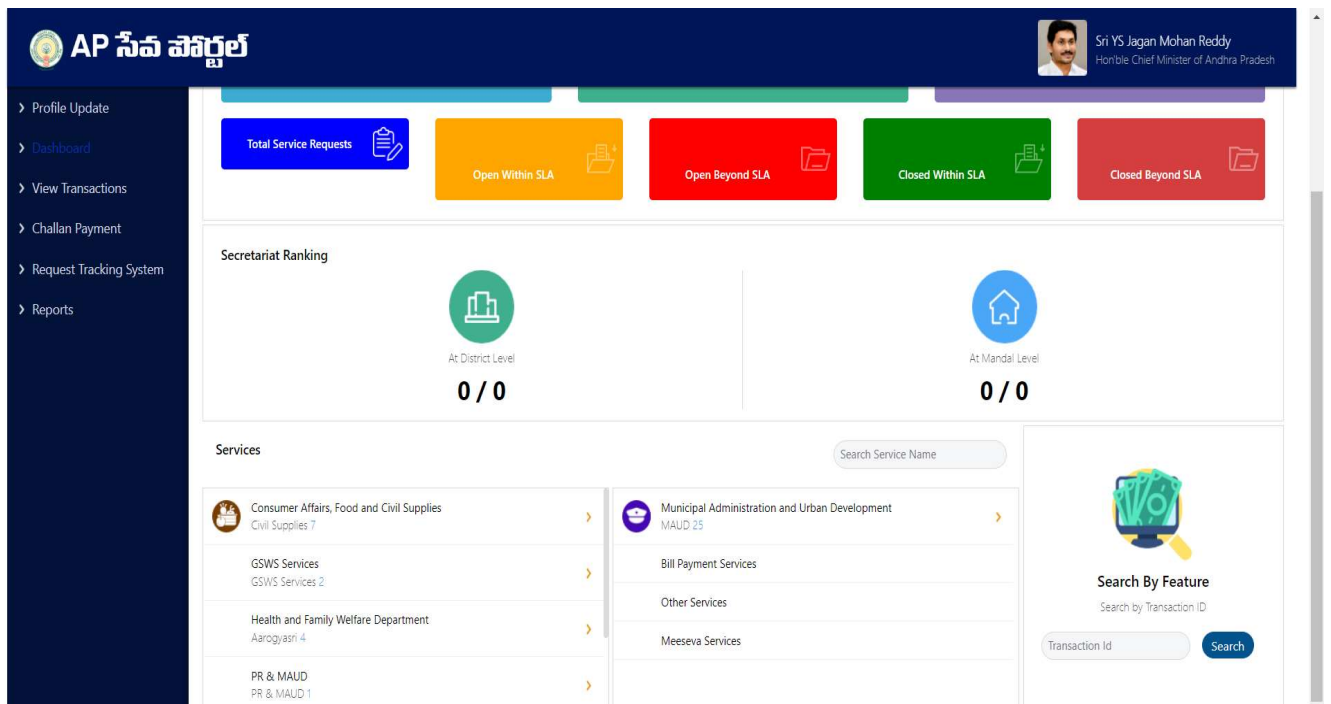 AP సేవ పోర్టల్
Sri YS Jagan Mohan Reddy
Hon'ble Chief Minister of Andhra Pradesh
Profile Update
Dashboard
View Transactions
Challan Payment
Request Tracking System
Reports
Total Service Requests
Open Within SLA
Open Beyond SLA
Closed Within SLA
Closed Beyond SLA
Secretariat Ranking
At District Level
0 / 0
At Mandal Level
0 / 0
Services
Search Service Name
Consumer Affairs, Food and Civil Supplies
Civil Supplies 7
GSWS Services
GSWS Services 2
Health and Family Welfare Department
Aarogyasri 4
PR & MAUD
PR & MAUD 1
Municipal Administration and Urban Development
MAUD 25
Bill Payment Services
Other Services
Meeseva Services
Search By Feature
Search by Transaction ID
Transaction Id
Search